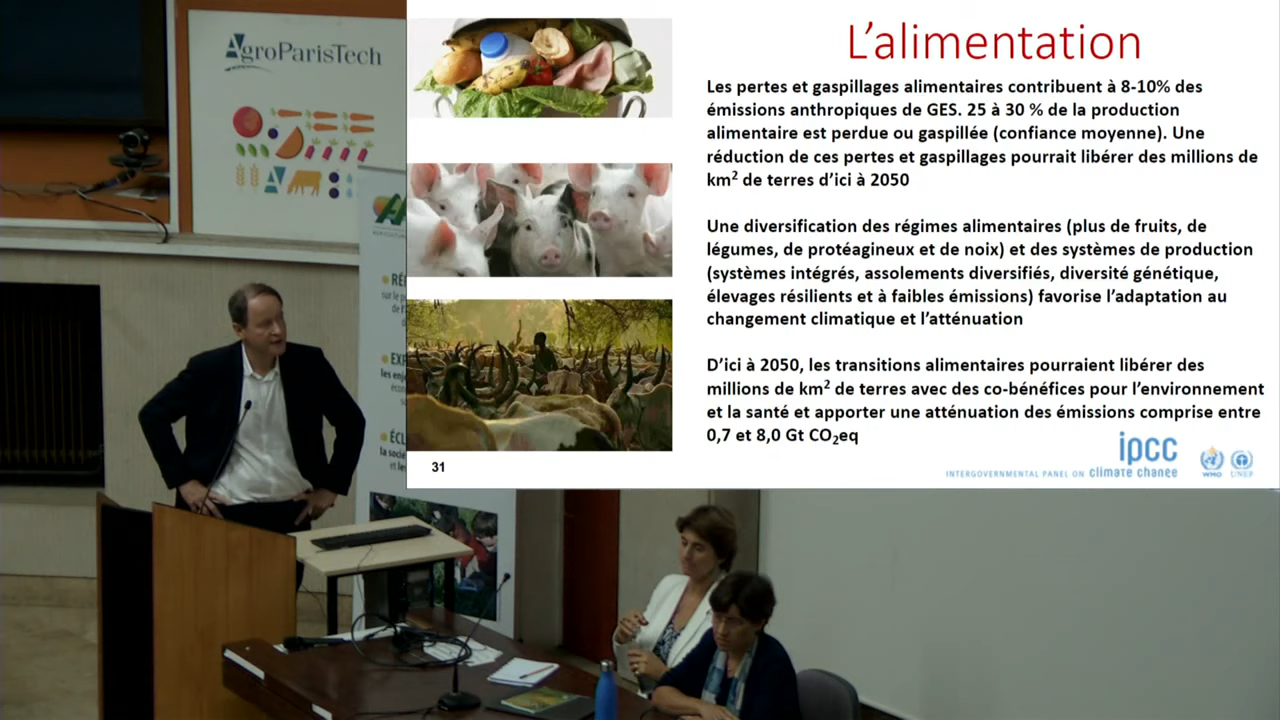 AgroParisTech
L'alimentation
Les pertes et gaspillages alimentaires contribuent à 8-10% des
émissions anthropiques de GES. 25 à 30 % de la production
alimentaire est perdue ou gaspillée (confiance moyenne). Une
réduction de ces pertes et gaspillages pourrait libérer des millions de
km² de terres d'ici à 2050
Une diversification des régimes alimentaires (plus de fruits, de
légumes, de protéagineux et de noix) et des systèmes de production
(systèmes intégrés, assolements diversifiés, diversité génétique,
élevages résilients et à faibles émissions) favorise l'adaptation au
changement climatique et l'atténuation
D'ici à 2050, les transitions alimentaires pourraient libérer des
millions de km² de terres avec des co-bénéfices pour l'environnement
et la santé et apporter une atténuation des émissions comprise entre
0,7 et 8,0 Gt CO₂eq
31
ipcc
INTERGOVERNMENTAL PANEL ON climate change
WMO
UNEP